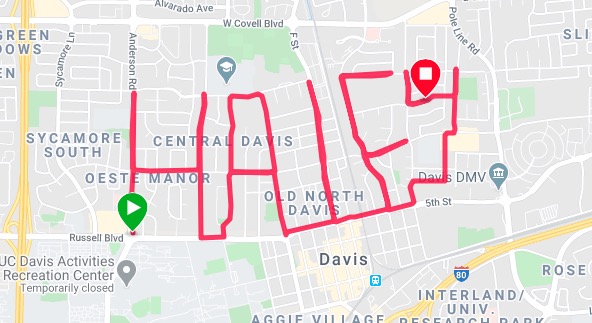 Alvarado Ave
W Covell Blvd
Pole Line Rd
GREEN
OWS
EN
Sycamore Ln
Anderson Rd
F St
SLI
SYCAMORE
SOUTH
CENTRAL DAVIS
OESTE MANOR
Davis DMV
OLD NORTH
DAVIS
5th St
Russell Blvd
UC Davis Activities
Recreation Center
Temporarily closed
Davis
80
ROSE
INTERLAND/
UNIV.
RESEARCH PARK
AGGIE VILLAGE